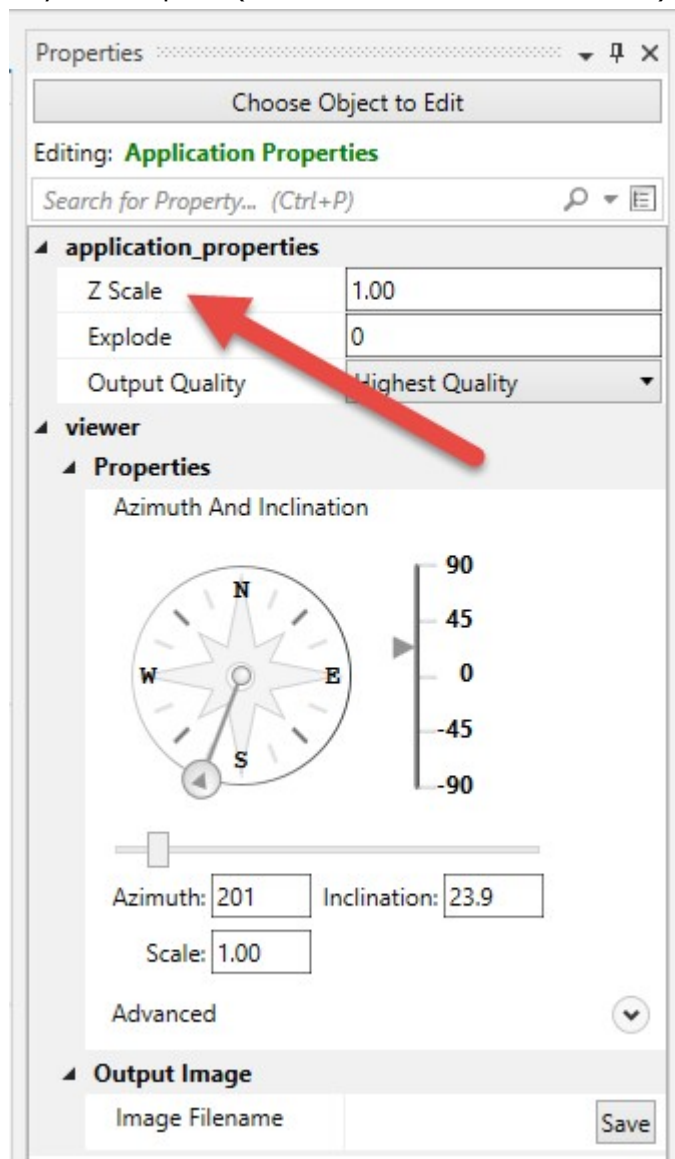 Properties
Choose Object to Edit
Editing: Application Properties
Search for Property... (Ctrl+P)
application_properties
Z Scale 1.00
Explode 0
Output Quality Highest Quality
viewer
Properties
Azimuth And Inclination
N
W
E
S
90
45
0
-45
-90
Azimuth: 201 Inclination: 23.9
Scale: 1.00
Advanced
Output Image
Image Filename Save